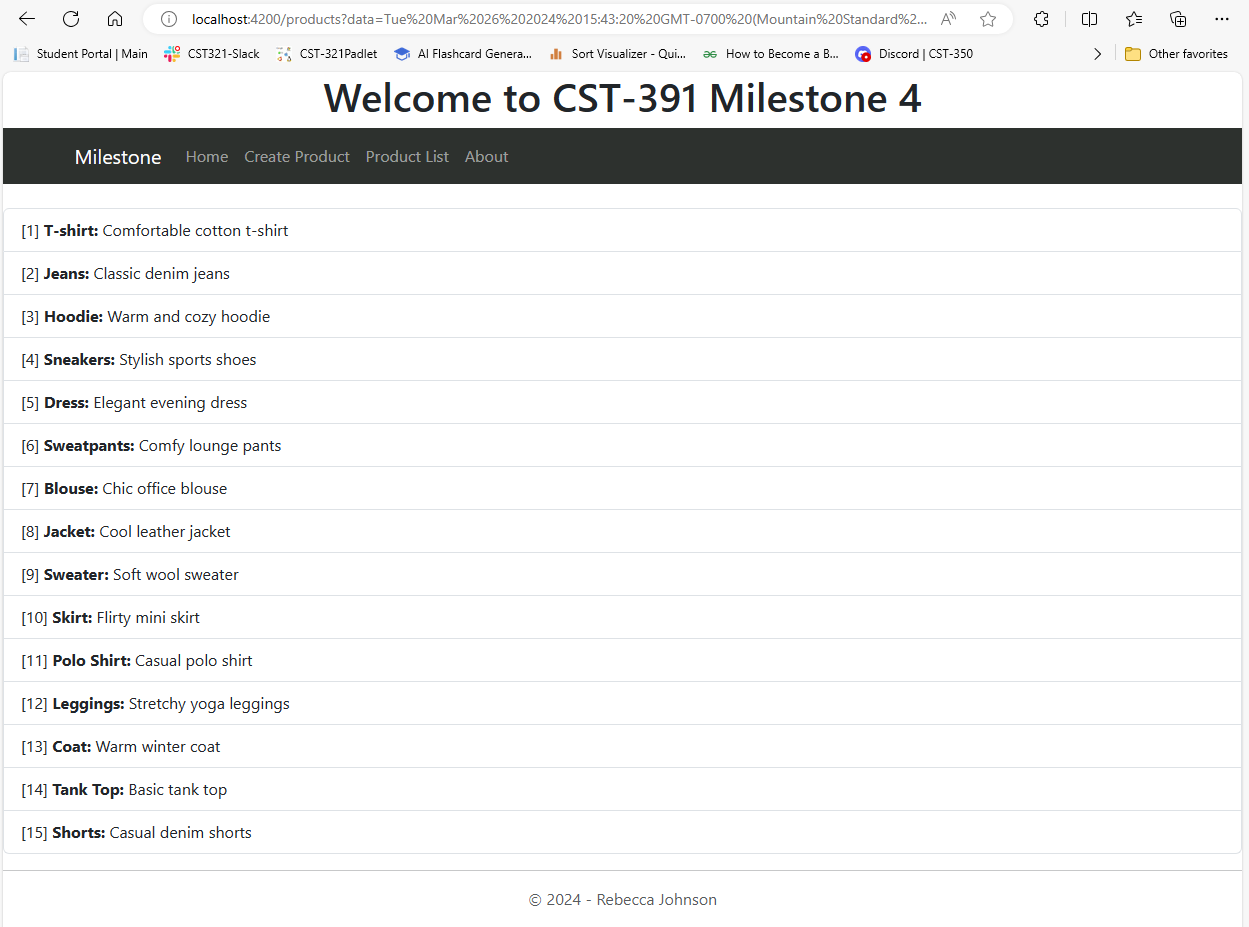 localhost:4200/products?data=Tue%20Mar%2026%202024%2015:43:20%20GMT-0700%20(Mountain%20Standard%2...
Student Portal | Main CST321-Slack CST-321Padlet AI Flashcard Genera... Sort Visualizer - Qui... How to Become a B... Discord | CST-350 Other favorites
Welcome to CST-391 Milestone 4
Milestone Home Create Product Product List About
[1] T-shirt: Comfortable cotton t-shirt
[2] Jeans: Classic denim jeans
[3] Hoodie: Warm and cozy hoodie
[4] Sneakers: Stylish sports shoes
[5] Dress: Elegant evening dress
[6] Sweatpants: Comfy lounge pants
[7] Blouse: Chic office blouse
[8] Jacket: Cool leather jacket
[9] Sweater: Soft wool sweater
[10] Skirt: Flirty mini skirt
[11] Polo Shirt: Casual polo shirt
[12] Leggings: Stretchy yoga leggings
[13] Coat: Warm winter coat
[14] Tank Top: Basic tank top
[15] Shorts: Casual denim shorts
© 2024 - Rebecca Johnson